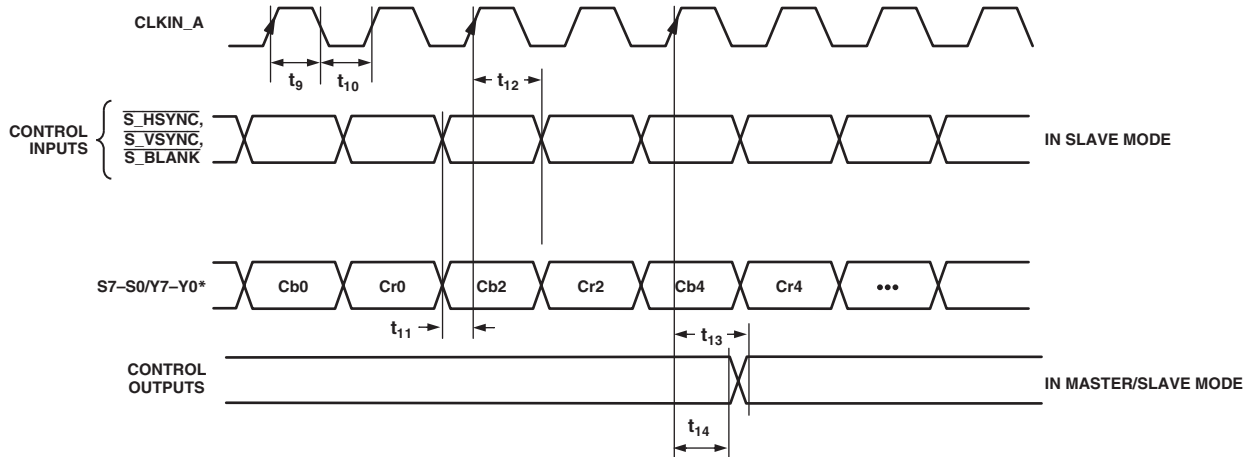 CLKIN_A
t9
t10
t12
CONTROL
INPUTS
S_HSYNC,
S_VSYNC,
S_BLANK
IN SLAVE MODE
S7–S0/Y7–Y0*
Cb0
Cr0
Cb2
Cr2
Cb4
Cr4
•••
t11
t13
CONTROL
OUTPUTS
IN MASTER/SLAVE MODE
t14